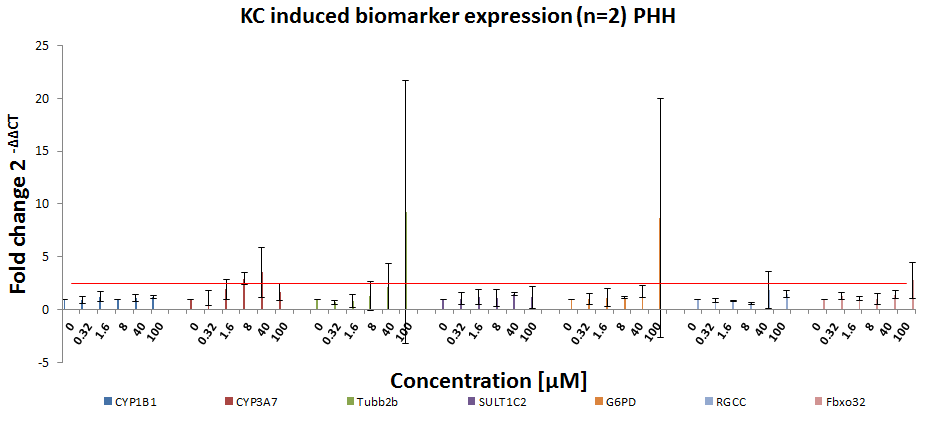 KC induced biomarker expression (n=2) PHH
Fold change 2 -ΔΔCT
25
20
15
10
5
0
-5
0 0.32 1.6 8 40 100 0 0.32 1.6 8 40 100 0 0.32 1.6 8 40 100 0 0.32 1.6 8 40 100 0 0.32 1.6 8 40 100 0 0.32 1.6 8 40 100 0 0.32 1.6 8 40 100
Concentration [µM]
CYP1B1 CYP3A7 Tubb2b SULT1C2 G6PD RGCC Fbxo32